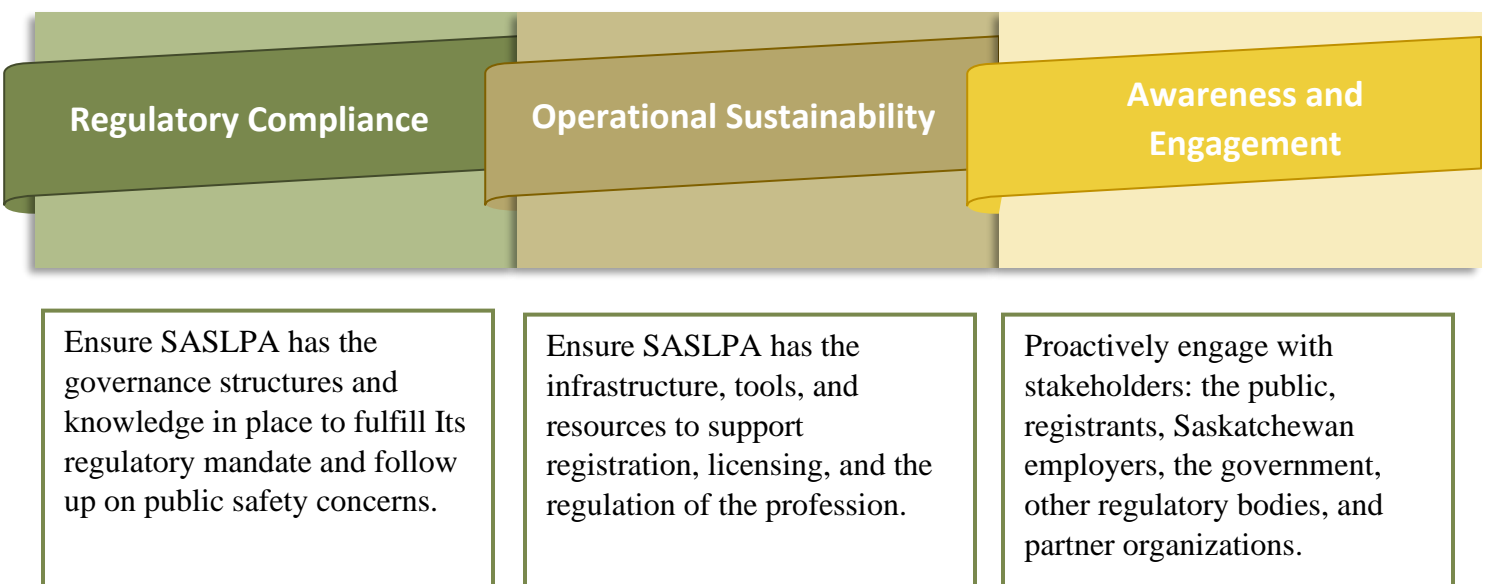 Regulatory Compliance
Operational Sustainability
Awareness and
Engagement
Ensure SASLPA has the
governance structures and
knowledge in place to fulfill Its
regulatory mandate and follow
up on public safety concerns.
Ensure SASLPA has the
infrastructure, tools, and
resources to support
registration, licensing, and the
regulation of the profession.
Proactively engage with
stakeholders: the public,
registrants, Saskatchewan
employers, the government,
other regulatory bodies, and
partner organizations.